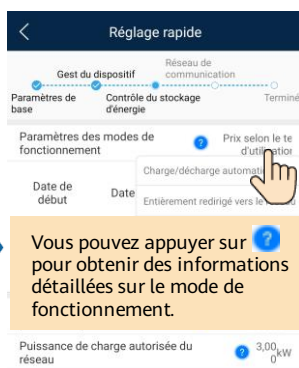 Réglage rapide
Gest du dispositif
Réseau de
communication
Paramètres de
base
Contrôle du stockage
d'énergie
Terminé
Paramètres des modes de
fonctionnement
?
Prix selon le te
d'utilisation
Charge/décharge automati
Entièrement redirigé vers le
Date de
début
Date
Vous pouvez appuyer sur ?
pour obtenir des informations
détaillées sur le mode de
fonctionnement.
Puissance de charge autorisée du
réseau
?
3,00
0
kW